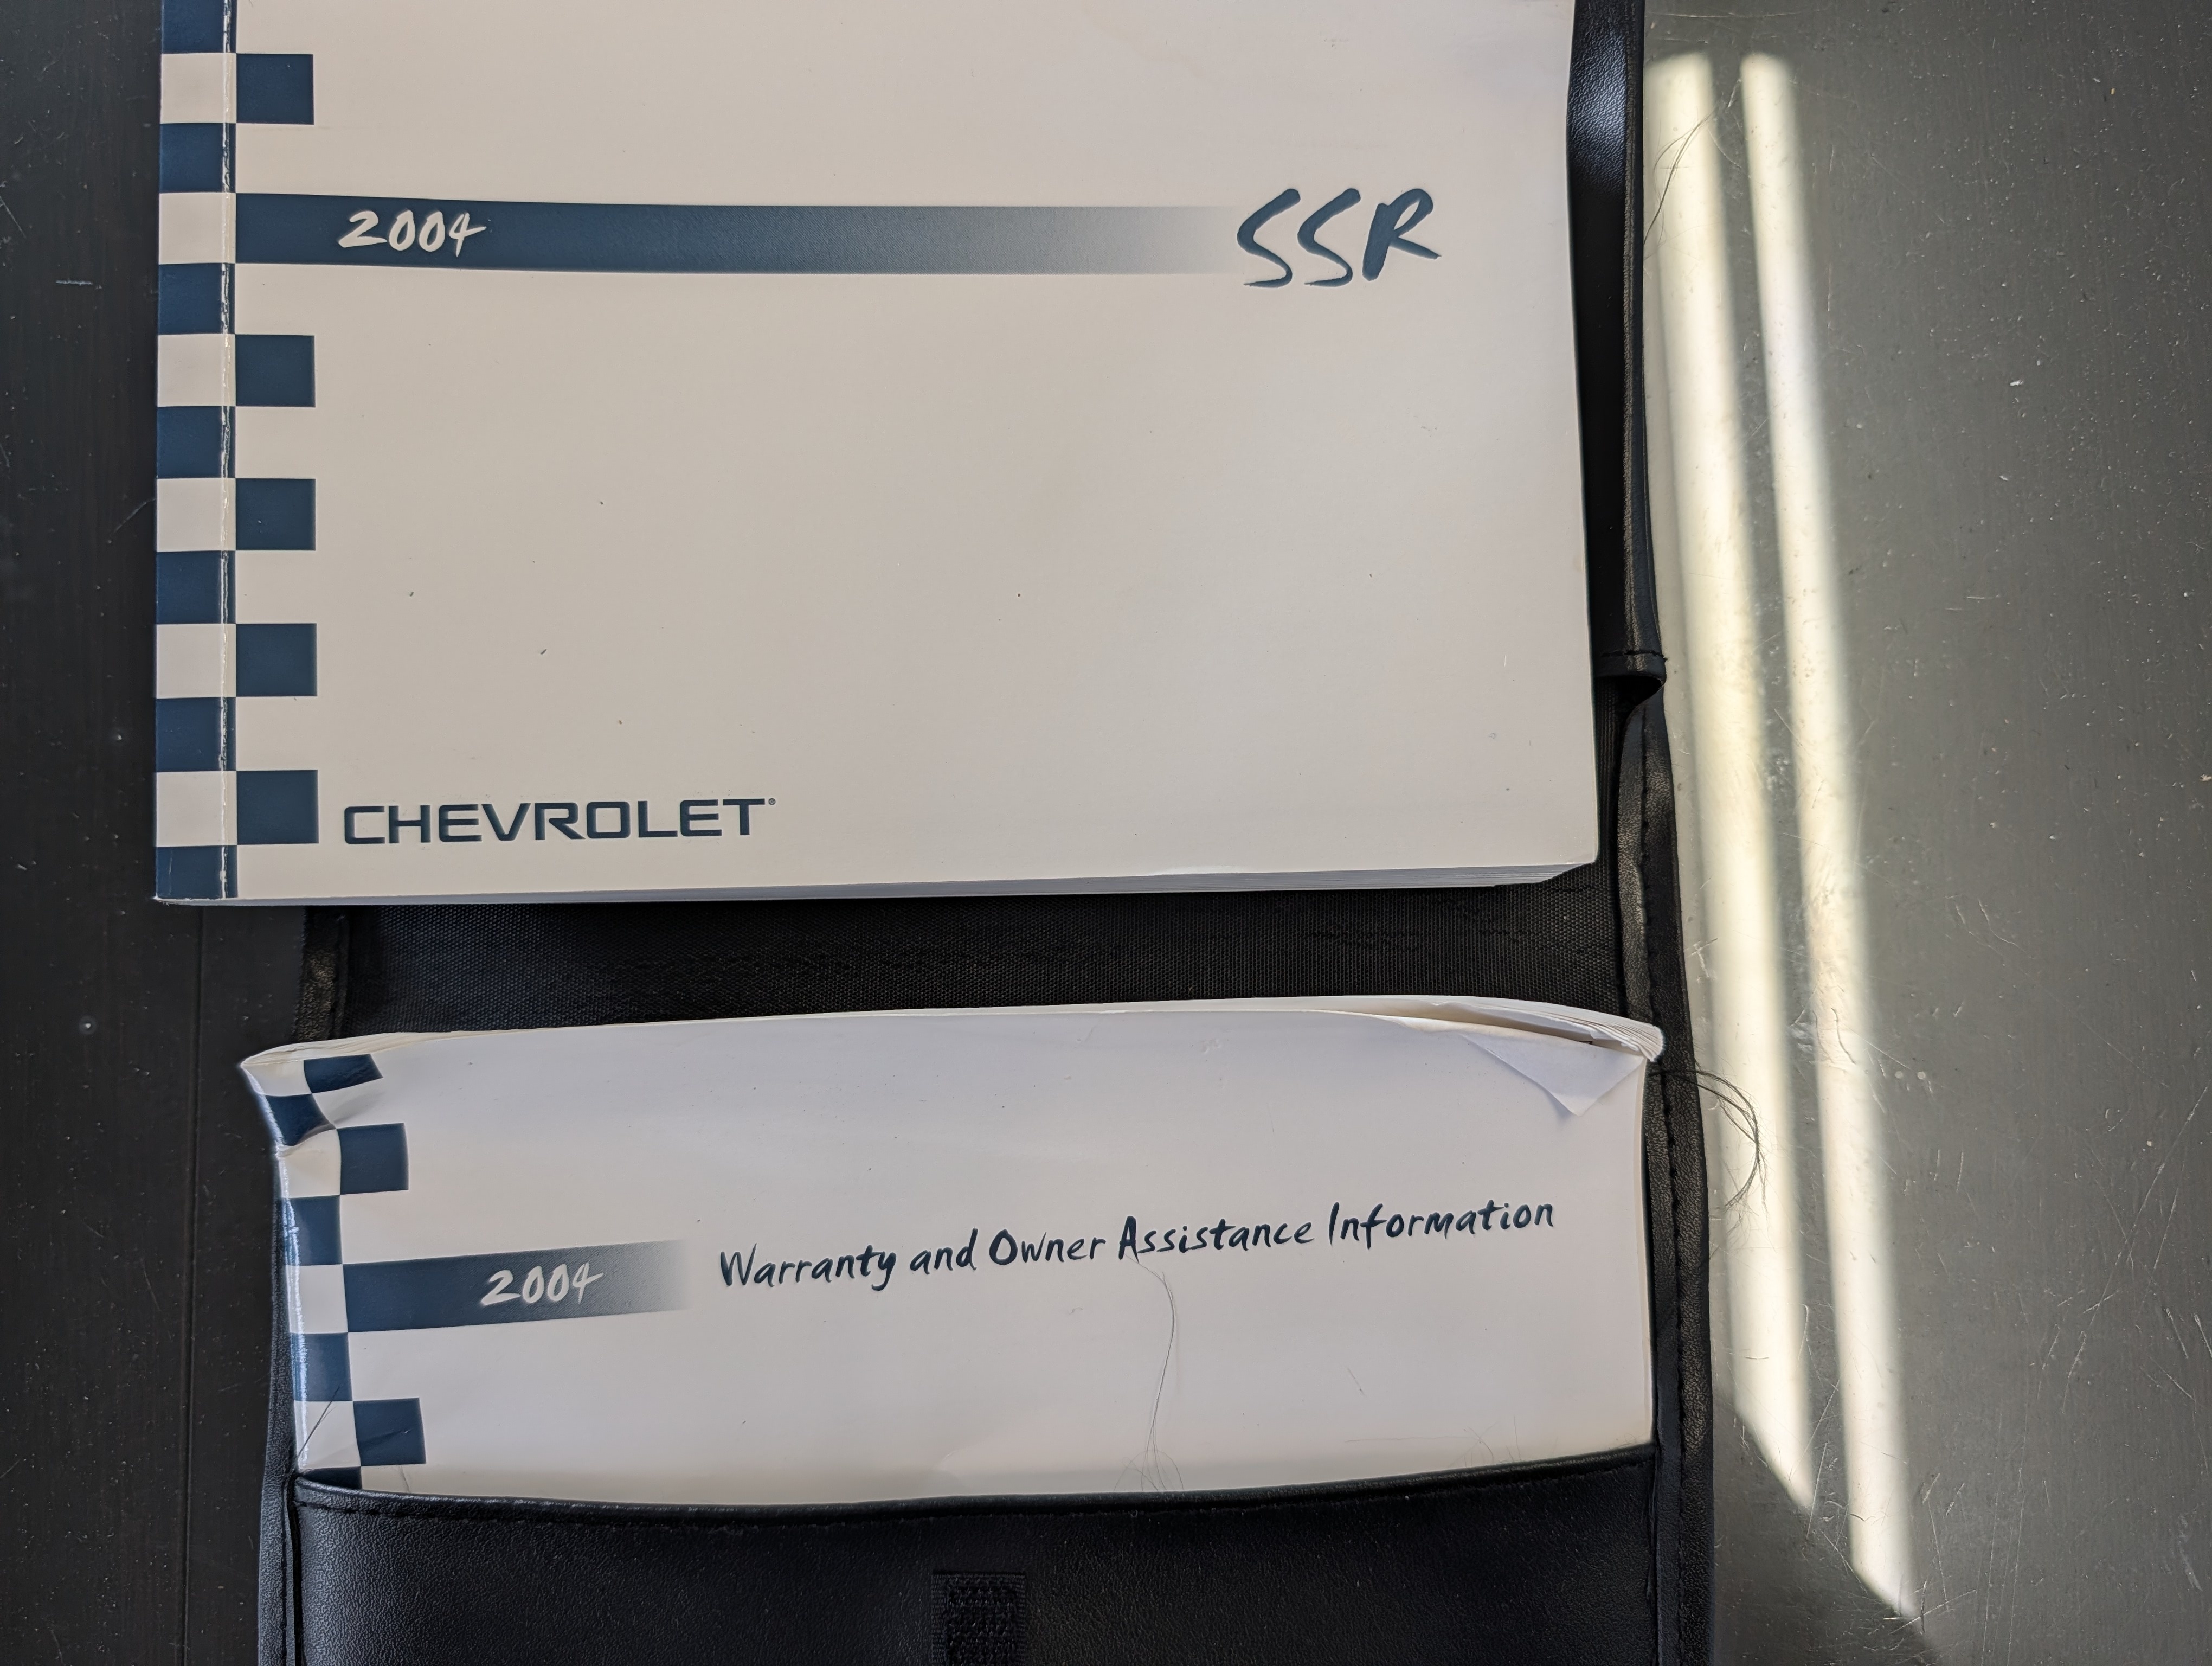 2004 SSR
CHEVROLET®
2004 Warranty and Owner Assistance Information